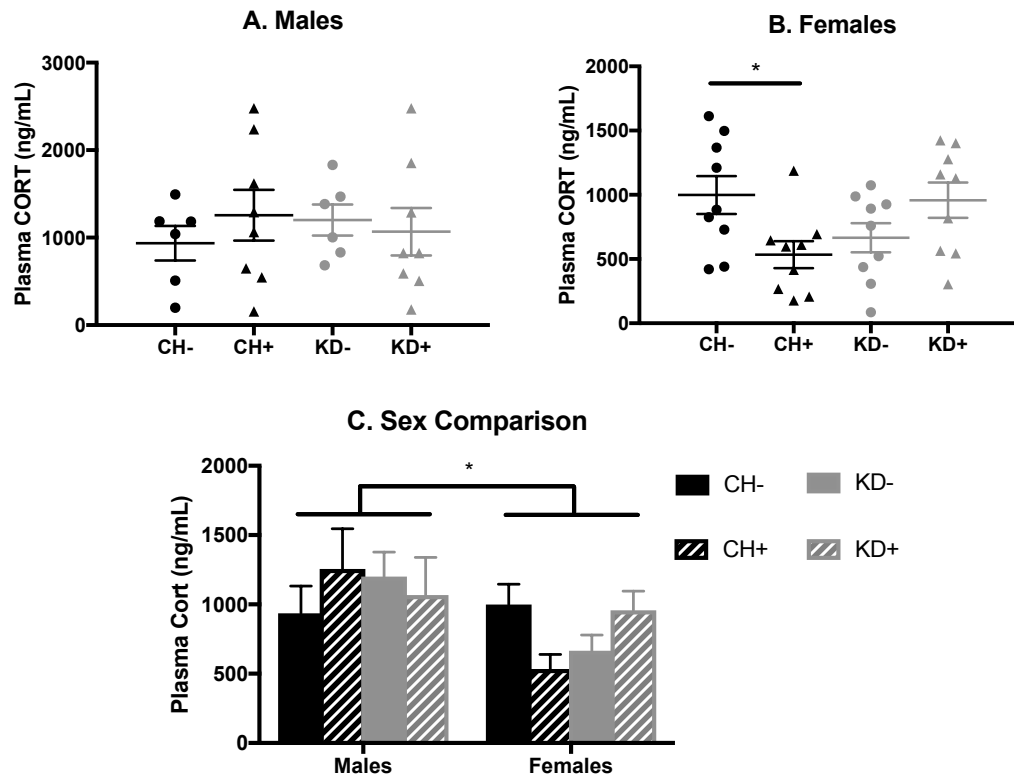 A. Males
Plasma CORT (ng/mL)
3000
2000
1000
0
CH- CH+ KD- KD+
B. Females
Plasma CORT (ng/mL)
2000
1500
1000
500
0
*
CH- CH+ KD- KD+
C. Sex Comparison
Plasma Cort (ng/mL)
2000
1500
1000
500
0
*
Males Females
CH- KD-
CH+ KD+